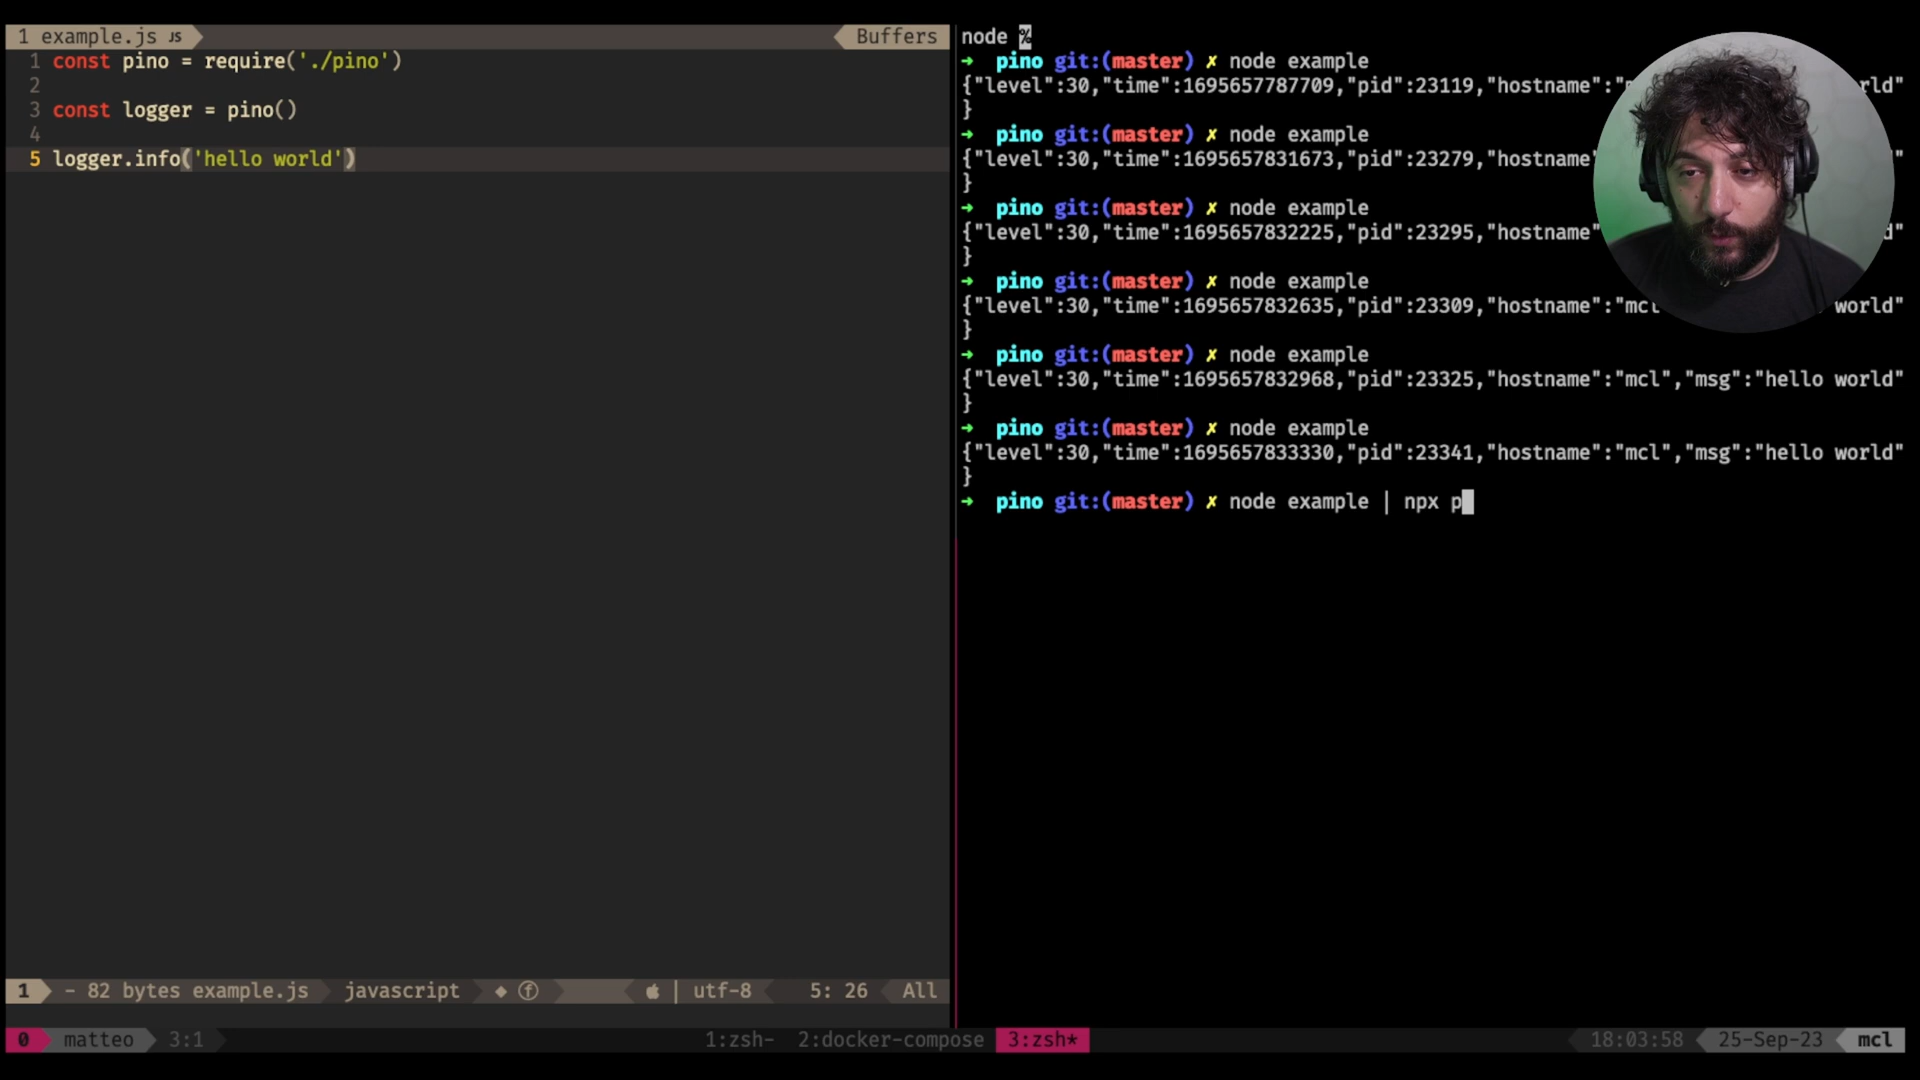 1 example.js JS
Buffers
1 const pino = require('./pino')
2
3 const logger = pino()
4
5 logger.info('hello world')
1 - 82 bytes example.js javascript utf-8 5: 26 All
node %
→ pino git:(master) ✗ node example
{"level":30,"time":1695657787709,"pid":23119,"hostname":"
}
→ pino git:(master) ✗ node example
{"level":30,"time":1695657831673,"pid":23279,"hostname"
}
→ pino git:(master) ✗ node example
{"level":30,"time":1695657832225,"pid":23295,"hostname"
}
→ pino git:(master) ✗ node example
{"level":30,"time":1695657832635,"pid":23309,"hostname":"mcl world"
}
→ pino git:(master) ✗ node example
{"level":30,"time":1695657832968,"pid":23325,"hostname":"mcl","msg":"hello world"
}
→ pino git:(master) ✗ node example
{"level":30,"time":1695657833330,"pid":23341,"hostname":"mcl","msg":"hello world"
}
→ pino git:(master) ✗ node example | npx p
0 matteo 3:1 1:zsh- 2:docker-compose 3:zsh* 18:03:58 25-Sep-23 mcl